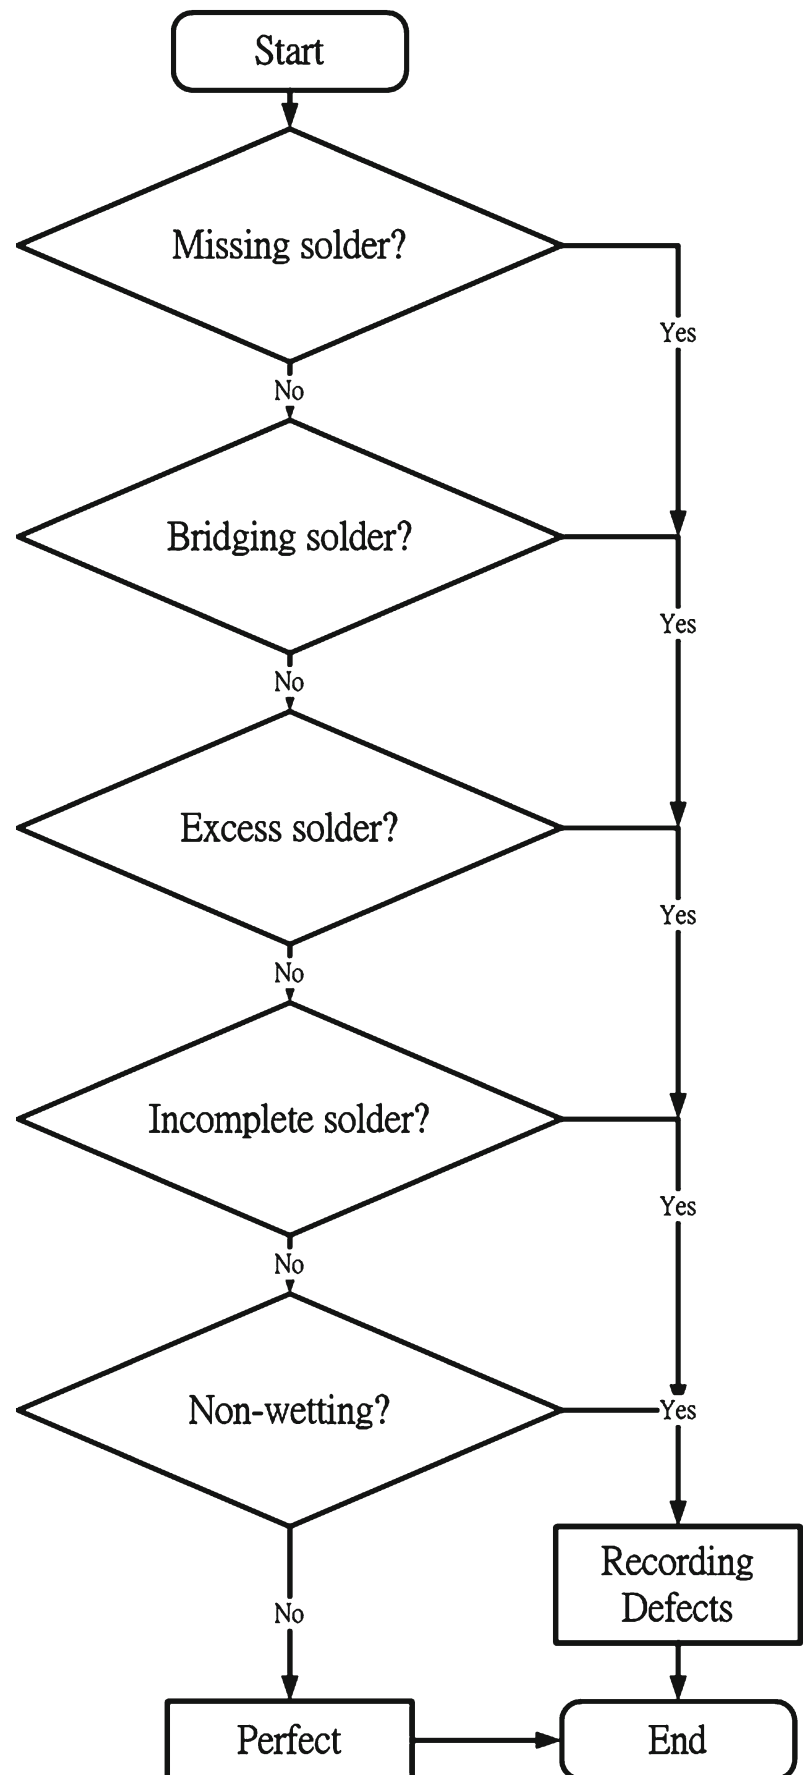 Start
Missing solder?
Yes
No
Bridging solder?
Yes
No
Excess solder?
Yes
No
Incomplete solder?
Yes
No
Non-wetting?
Yes
Recording
Defects
No
Perfect
End